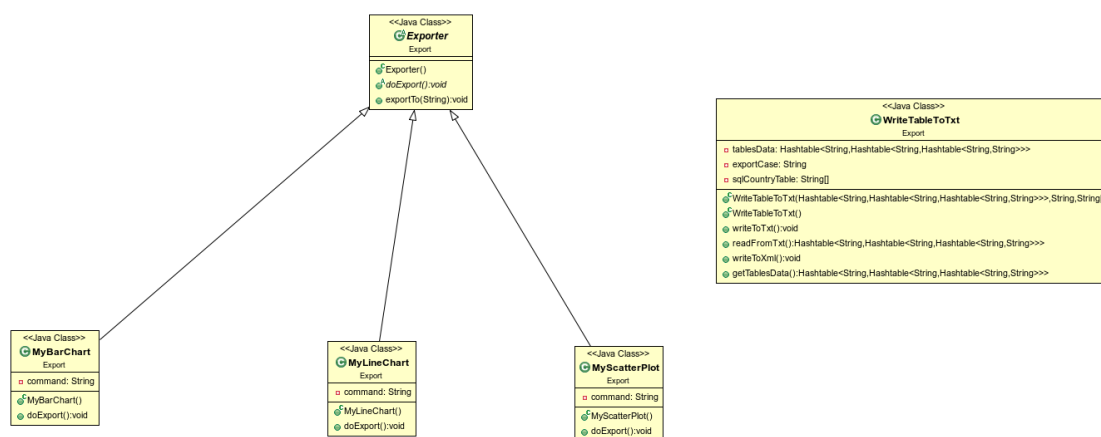 <<Java Class>>
Exporter
Export
Exporter()
doExport():void
exportTo(String):void
<<Java Class>>
WriteTableToTxt
Export
tablesData: Hashtable<String,Hashtable<String,Hashtable<String,String>>>
exportCase: String
sqlCountryTable: String[]
WriteTableToTxt(Hashtable<String,Hashtable<String,Hashtable<String,String>>>,String,String[
WriteTableToTxt()
writeToTxt():void
readFromTxt():Hashtable<String,Hashtable<String,Hashtable<String,String>>>
writeToXml():void
getTablesData():Hashtable<String,Hashtable<String,Hashtable<String,String>>>
<<Java Class>>
MyBarChart
Export
command: String
MyBarChart()
doExport():void
<<Java Class>>
MyLineChart
Export
command: String
MyLineChart()
doExport():void
<<Java Class>>
MyScatterPlot
Export
command: String
MyScatterPlot()
doExport():void